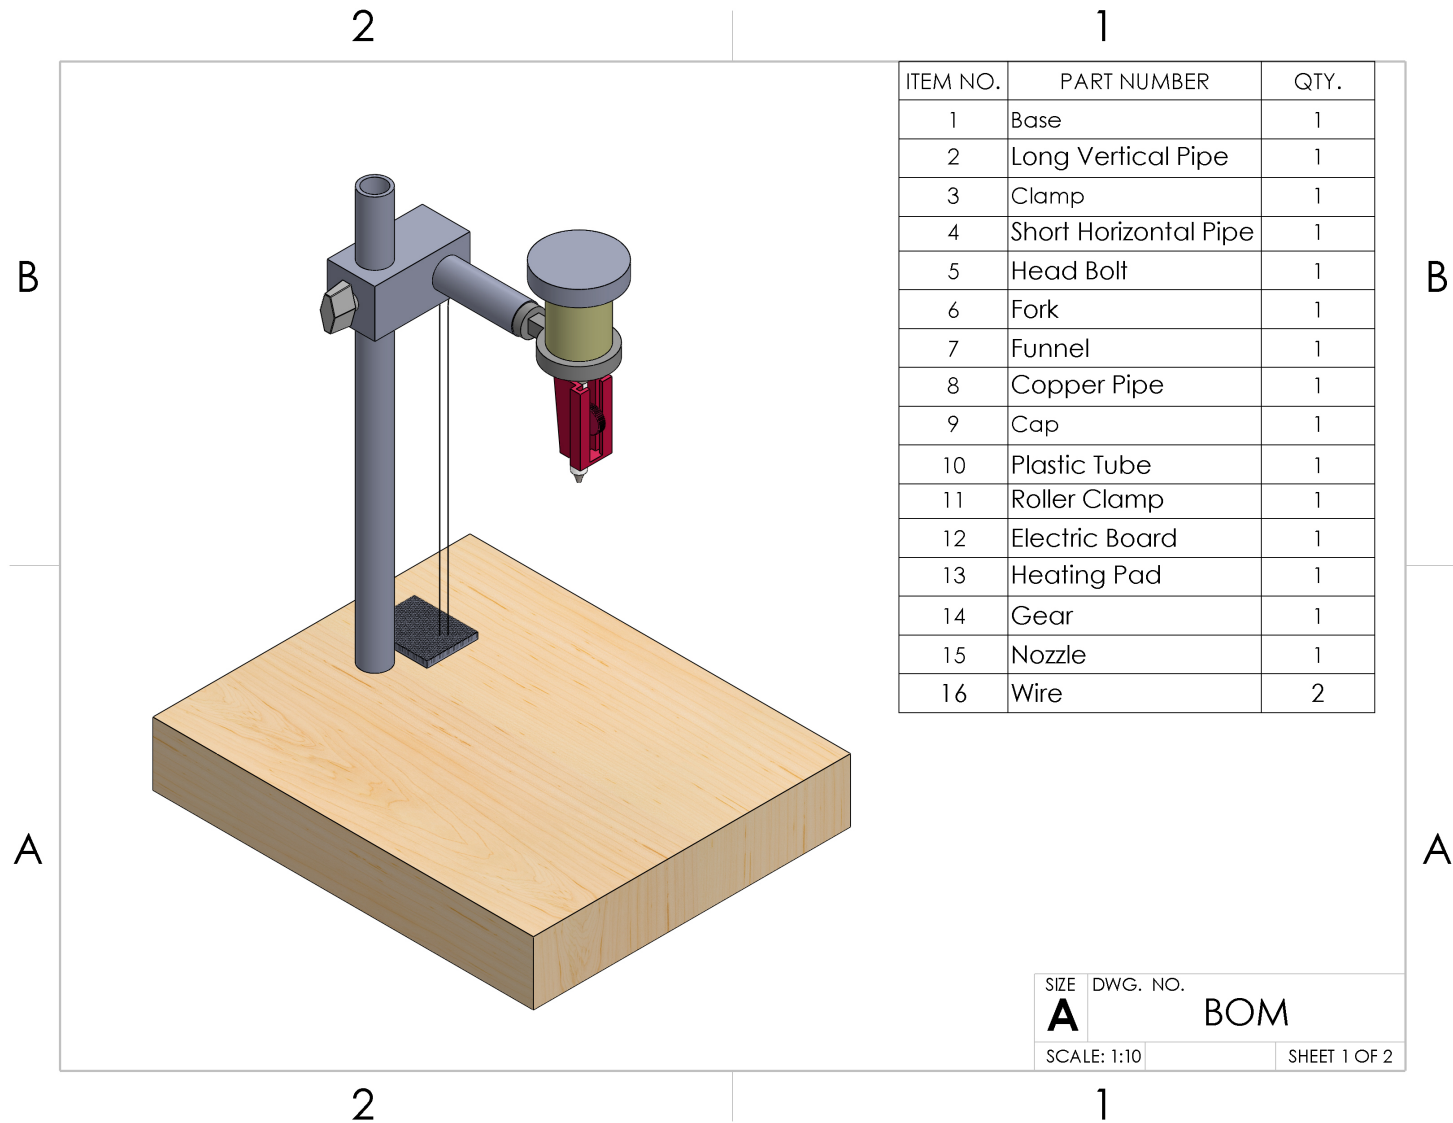 2 1
ITEM NO. PART NUMBER QTY.
1 Base 1
2 Long Vertical Pipe 1
3 Clamp 1
4 Short Horizontal Pipe 1
5 Head Bolt 1
6 Fork 1
7 Funnel 1
8 Copper Pipe 1
9 Cap 1
10 Plastic Tube 1
11 Roller Clamp 1
12 Electric Board 1
13 Heating Pad 1
14 Gear 1
15 Nozzle 1
16 Wire 2
B B
A A
SIZE DWG. NO.
A BOM
SCALE: 1:10 SHEET 1 OF 2
2 1